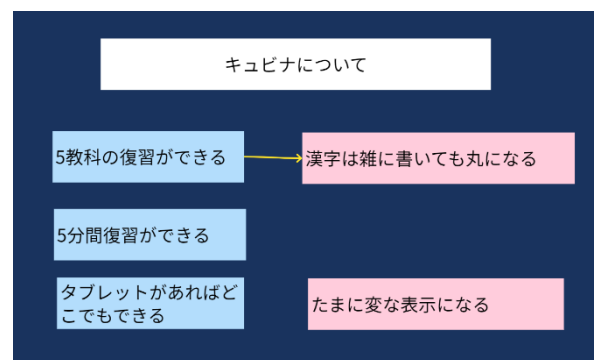 キュビナについて
5教科の復習ができる
漢字は雑に書いても丸になる
5分間復習ができる
タブレットがあればど
こでもできる
たまに変な表示になる